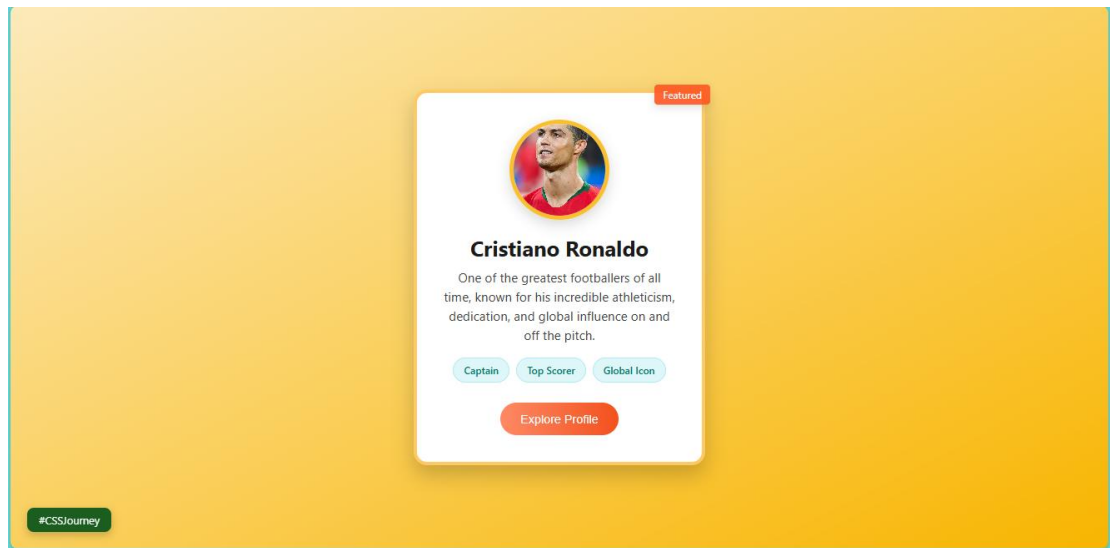 Featured
Cristiano Ronaldo
One of the greatest footballers of all
time, known for his incredible athleticism,
dedication, and global influence on and
off the pitch.
Captain Top Scorer Global Icon
Explore Profile
#CSSJourney